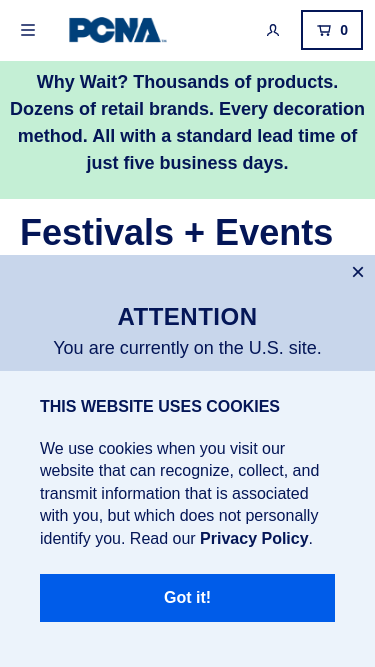 PCNA
0
Why Wait? Thousands of products.
Dozens of retail brands. Every decoration
method. All with a standard lead time of
just five business days.
Festivals + Events
ATTENTION
You are currently on the U.S. site.
THIS WEBSITE USES COOKIES
We use cookies when you visit our
website that can recognize, collect, and
transmit information that is associated
with you, but which does not personally
identify you. Read our Privacy Policy.
Got it!